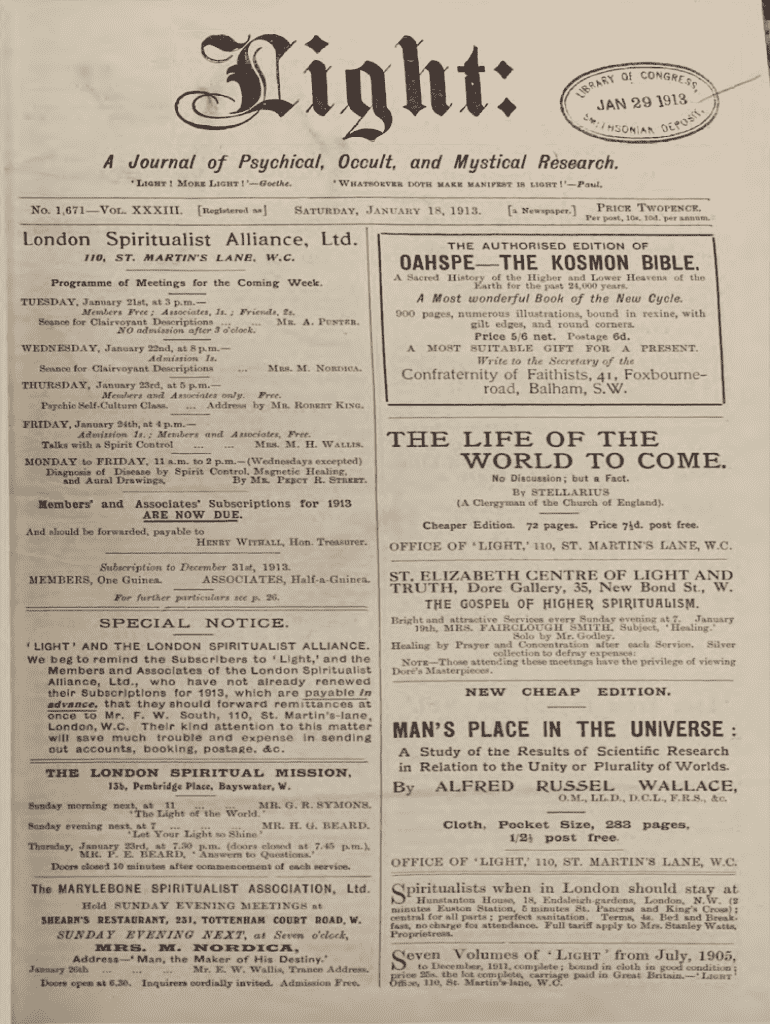 Light:
LIBRARY OF CONGRESS,
JAN 29 1913
SMITHSONIAN DEPOSIT.
A Journal of Psychical, Occult, and Mystical Research.
'LIGHT! MORE LIGHT!'—Goethe. 'WHATSOEVER DOTH MAKE MANIFEST IS LIGHT!'—Paul.
No. 1,671—VOL. XXXIII. [Registered as] SATURDAY, JANUARY 18, 1913. [a Newspaper.] PRICE TWOPENCE.
Per post, 10s. 10d. per annum.
London Spiritualist Alliance, Ltd.
110, ST. MARTIN'S LANE, W.C.
Programme of Meetings for the Coming Week.
TUESDAY, January 21st, at 3 p.m.—
Members Free; Associates, 1s.; Friends, 2s.
Seance for Clairvoyant Descriptions ... ... MR. A. PUNTER.
NO admission after 3 o'clock.
WEDNESDAY, January 22nd, at 8 p.m.—
Admission 1s.
Seance for Clairvoyant Descriptions ... MRS. M. NORDICA.
THURSDAY, January 23rd, at 5 p.m.—
Members and Associates only. Free.
Psychic Self-Culture Class. ... Address by MR. ROBERT KING.
FRIDAY, January 24th, at 4 p.m.—
Admission 1s.; Members and Associates, Free.
Talks with a Spirit Control ... ... MRS. M. H. WALLIS.
MONDAY to FRIDAY, 11 a.m. to 2 p.m.—(Wednesdays excepted)
Diagnosis of Disease by Spirit Control, Magnetic Healing,
and Aural Drawings, By MR. PERCY R. STREET.
Members' and Associates' Subscriptions for 1913
ARE NOW DUE.
And should be forwarded, payable to
HENRY WITHALL, Hon. Treasurer.
Subscription to December 31st, 1913.
MEMBERS, One Guinea. ASSOCIATES, Half-a-Guinea.
For further particulars see p. 26.
SPECIAL NOTICE.
'LIGHT' AND THE LONDON SPIRITUALIST ALLIANCE.
We beg to remind the Subscribers to 'Light,' and the
Members and Associates of the London Spiritualist
Alliance, Ltd., who have not already renewed
their Subscriptions for 1913, which are payable in
advance, that they should forward remittances at
once to Mr. F. W. South, 110, St. Martin's-lane,
London, W.C. Their kind attention to this matter
will save much trouble and expense in sending
out accounts, booking, postage, &c.
THE LONDON SPIRITUAL MISSION,
13b, Pembridge Place, Bayswater, W.
Sunday morning next, at 11 ... ... MR. G. R. SYMONS.
'The Light of the World.'
Sunday evening next, at 7 ... ... MR. H. G. BEARD.
'Let Your Light so Shine'
Thursday, January 23rd, at 7.30 p.m. (doors closed at 7.45 p.m.),
MR. P. E. BEARD, 'Answers to Questions.'
Doors closed 10 minutes after commencement of each service.
The MARYLEBONE SPIRITUALIST ASSOCIATION, Ltd.
Held SUNDAY EVENING MEETINGS at
SHEARN'S RESTAURANT, 231, TOTTENHAM COURT ROAD, W.
SUNDAY EVENING NEXT, at Seven o'clock,
MRS. M. NORDICA,
Address—'Man, the Maker of His Destiny.'
January 26th ... ... Mr. E. W. Wallis, Trance Address.
Doors open at 6.30. Inquirers cordially invited. Admission Free.
THE AUTHORISED EDITION OF
OAHSPE—THE KOSMON BIBLE.
A Sacred History of the Higher and Lower Heavens of the
Earth for the past 24,000 years.
A Most wonderful Book of the New Cycle.
900 pages, numerous illustrations, bound in rexine, with
gilt edges, and round corners.
Price 5/6 net. Postage 6d.
A MOST SUITABLE GIFT FOR A PRESENT.
Write to the Secretary of the
Confraternity of Faithists, 41, Foxbourne-
road, Balham, S.W.
THE LIFE OF THE
WORLD TO COME.
No Discussion; but a Fact.
By STELLARIUS
(A Clergyman of the Church of England).
Cheaper Edition. 72 pages. Price 7½d. post free.
OFFICE OF 'LIGHT,' 110, ST. MARTIN'S LANE, W.C.
ST. ELIZABETH CENTRE OF LIGHT AND
TRUTH, Dore Gallery, 35, New Bond St., W.
THE GOSPEL OF HIGHER SPIRITUALISM.
Bright and attractive Services every Sunday evening at 7. January
19th, MRS. FAIRCLOUGH SMITH, Subject, 'Healing.'
Solo by Mr. Godley.
Healing by Prayer and Concentration after each Service. Silver
collection to defray expenses:
NOTE—Those attending these meetings have the privilege of viewing
Dore's Masterpieces.
NEW CHEAP EDITION.
MAN'S PLACE IN THE UNIVERSE:
A Study of the Results of Scientific Research
in Relation to the Unity or Plurality of Worlds.
By ALFRED RUSSEL WALLACE,
O.M., LL.D., D.C.L., F.R.S., &c.
Cloth, Pocket Size, 283 pages,
1/2½ post free
OFFICE OF 'LIGHT,' 110, ST. MARTIN'S LANE, W.C.
Spiritualists when in London should stay at
Hunstanton House, 18, Endsleigh-gardens, London, N.W. (2
minutes Euston Station, 5 minutes St. Pancras and King's Cross);
central for all parts; perfect sanitation. Terms, 4s. Bed and Break-
fast, no charge for attendance. Full tariff apply to Mrs. Stanley Watts,
Proprietress.
Seven Volumes of 'LIGHT' from July, 1905,
to December, 1911, complete; bound in cloth in good condition;
price 25s. the lot complete, carriage paid in Great Britain.—'LIGHT'
Office, 110, St. Martin's-lane, W.C.